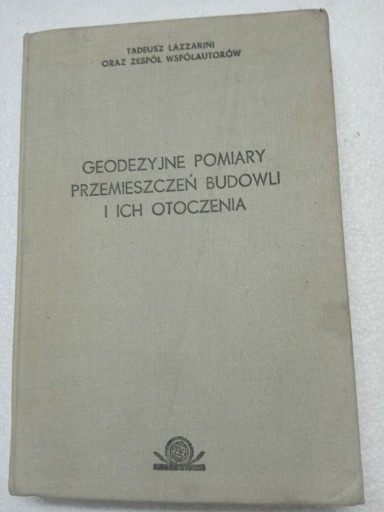 TADEUSZ LAZZARINI
ORAZ ZESPÓŁ WSPÓŁAUTORÓW
GEODEZYJNE POMIARY
PRZEMIESZCZEŃ BUDOWLI
I ICH OTOCZENIA